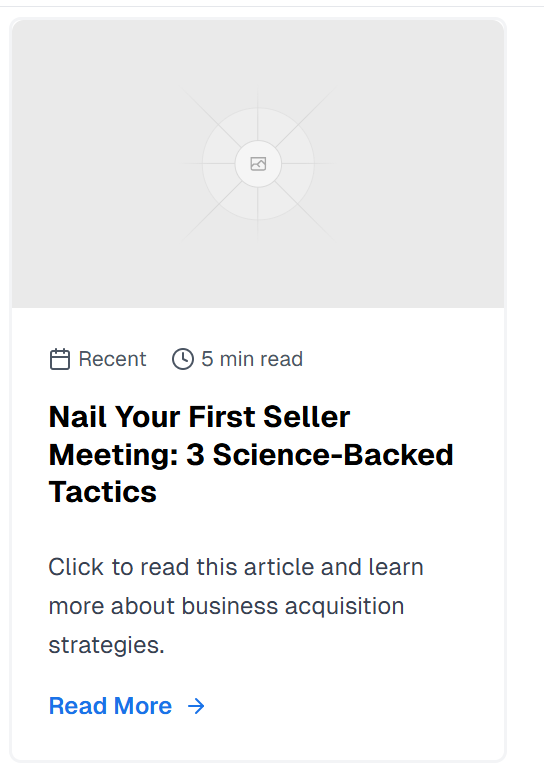 Recent 5 min read
Nail Your First Seller
Meeting: 3 Science-Backed
Tactics
Click to read this article and learn
more about business acquisition
strategies.
Read More